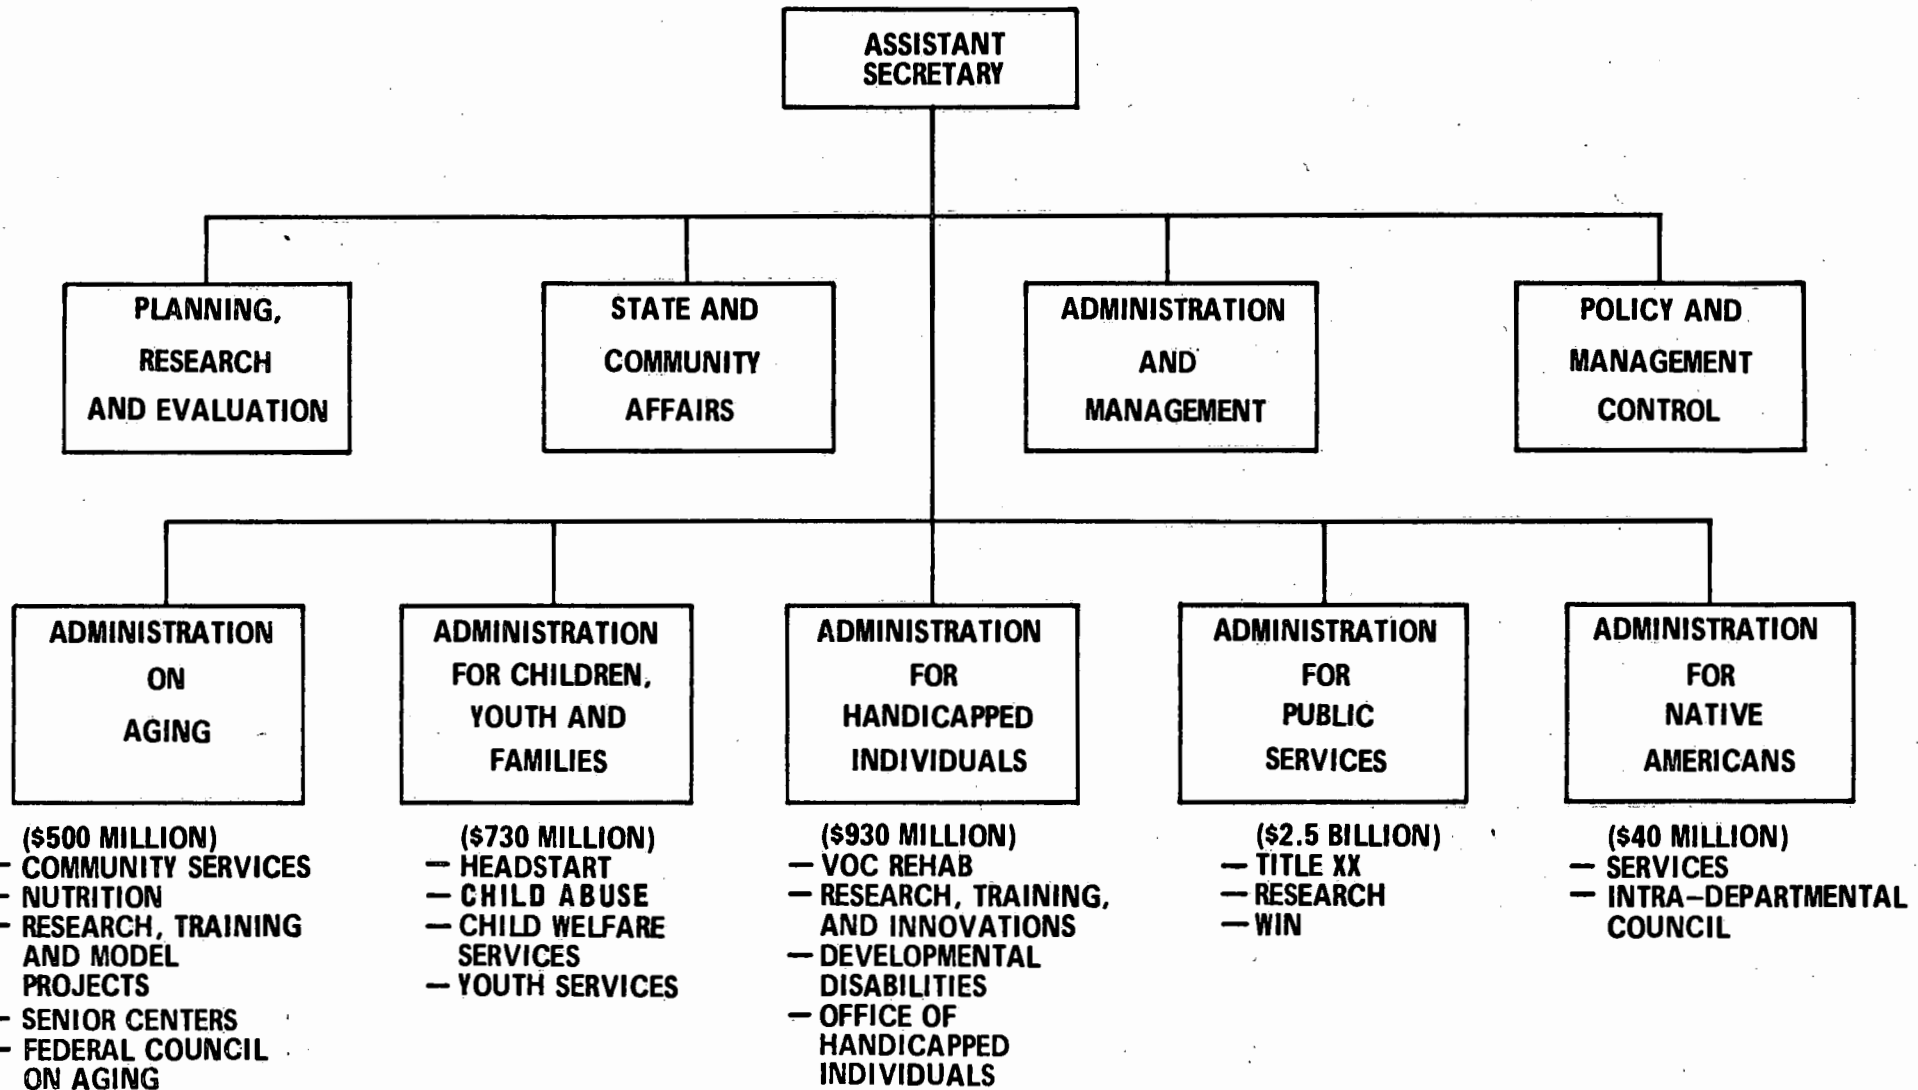 ASSISTANT
SECRETARY
PLANNING,
RESEARCH
AND EVALUATION
STATE AND
COMMUNITY
AFFAIRS
ADMINISTRATION
AND
MANAGEMENT
POLICY AND
MANAGEMENT
CONTROL
ADMINISTRATION
ON
AGING
($500 MILLION)
— COMMUNITY SERVICES
— NUTRITION
— RESEARCH, TRAINING
AND MODEL
PROJECTS
— SENIOR CENTERS
— FEDERAL COUNCIL
ON AGING
ADMINISTRATION
FOR CHILDREN,
YOUTH AND
FAMILIES
($730 MILLION)
— HEADSTART
— CHILD ABUSE
— CHILD WELFARE
SERVICES
— YOUTH SERVICES
ADMINISTRATION
FOR
HANDICAPPED
INDIVIDUALS
($930 MILLION)
— VOC REHAB
— RESEARCH, TRAINING,
AND INNOVATIONS
— DEVELOPMENTAL
DISABILITIES
— OFFICE OF
HANDICAPPED
INDIVIDUALS
ADMINISTRATION
FOR
PUBLIC
SERVICES
($2.5 BILLION)
— TITLE XX
— RESEARCH
— WIN
ADMINISTRATION
FOR
NATIVE
AMERICANS
($40 MILLION)
— SERVICES
— INTRA–DEPARTMENTAL
COUNCIL